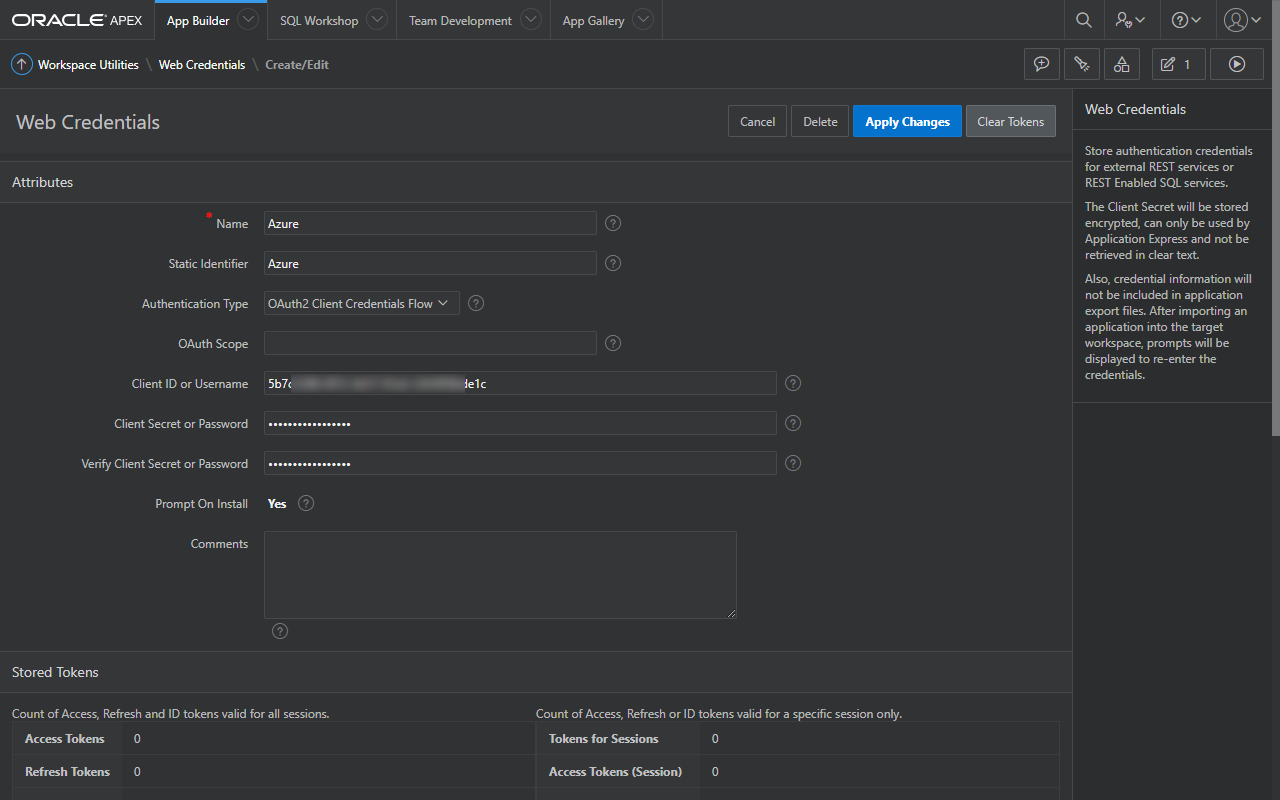 ORACLE APEX App Builder SQL Workshop Team Development App Gallery
Workspace Utilities \ Web Credentials \ Create/Edit
1
Web Credentials
Cancel Delete Apply Changes Clear Tokens
Attributes
* Name Azure
Static Identifier Azure
Authentication Type OAuth2 Client Credentials Flow
OAuth Scope
Client ID or Username 5b7c de1c
Client Secret or Password •••••••••••••••••
Verify Client Secret or Password •••••••••••••••••
Prompt On Install Yes
Comments
Stored Tokens
Count of Access, Refresh and ID tokens valid for all sessions.
Access Tokens 0
Refresh Tokens 0
Count of Access, Refresh or ID tokens valid for a specific session only.
Tokens for Sessions 0
Access Tokens (Session) 0
Web Credentials
Store authentication credentials
for external REST services or
REST Enabled SQL services.
The Client Secret will be stored
encrypted, can only be used by
Application Express and not be
retrieved in clear text.
Also, credential information will
not be included in application
export files. After importing an
application into the target
workspace, prompts will be
displayed to re-enter the
credentials.